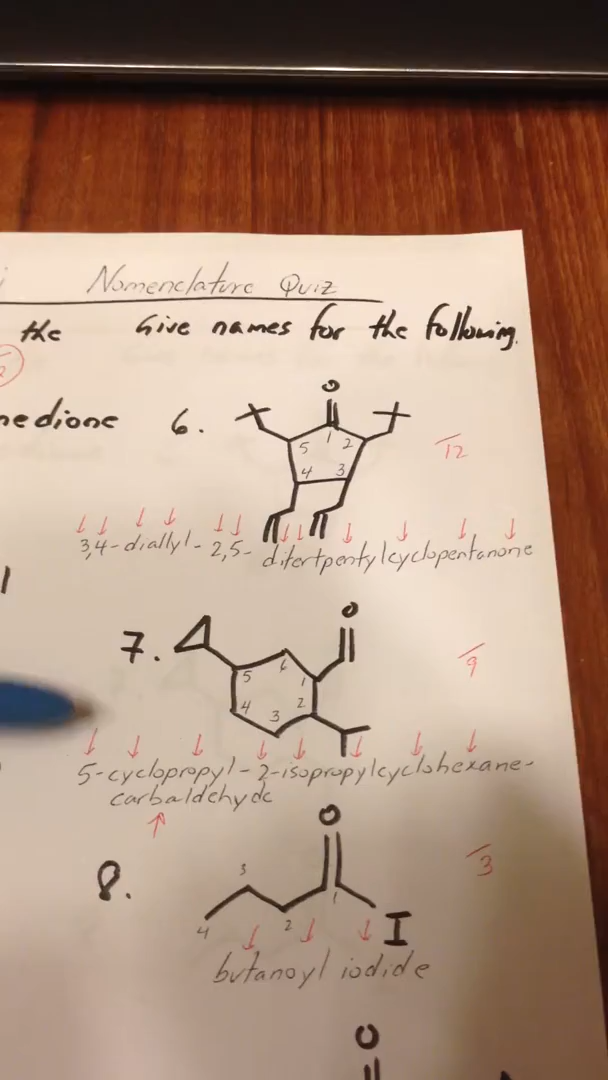 Nomenclature Quiz
the Give names for the following.
nedione 6. O
1 2 3 4 5
12
3,4-diallyl-2,5-ditertpentylcyclopentanone
7. O
1 2 3 4 5 6
9
5-cyclopropyl-2-isopropylcyclohexane-
carbaldehyde
8. O
1 2 3 4
I
3
butanoyl iodide
O